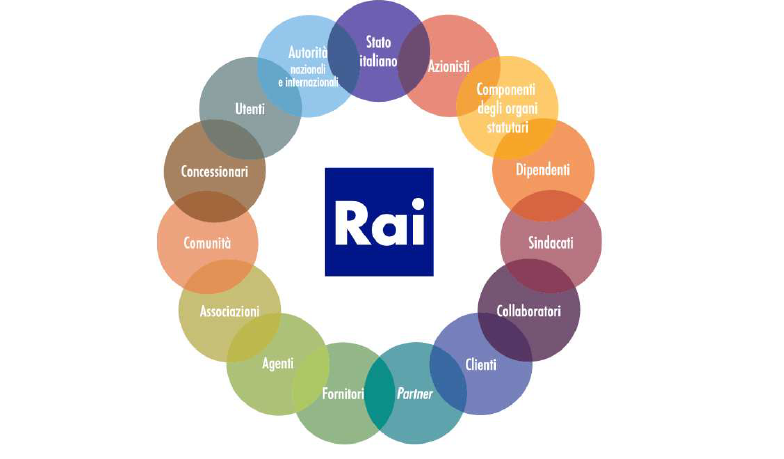 Stato
italiano
Azionisti
Componenti
degli organi
statutari
Dipendenti
Sindacati
Collaboratori
Clienti
Partner
Fornitori
Agenti
Associazioni
Comunità
Concessionari
Utenti
Autorità
nazionali
e internazionali
Rai